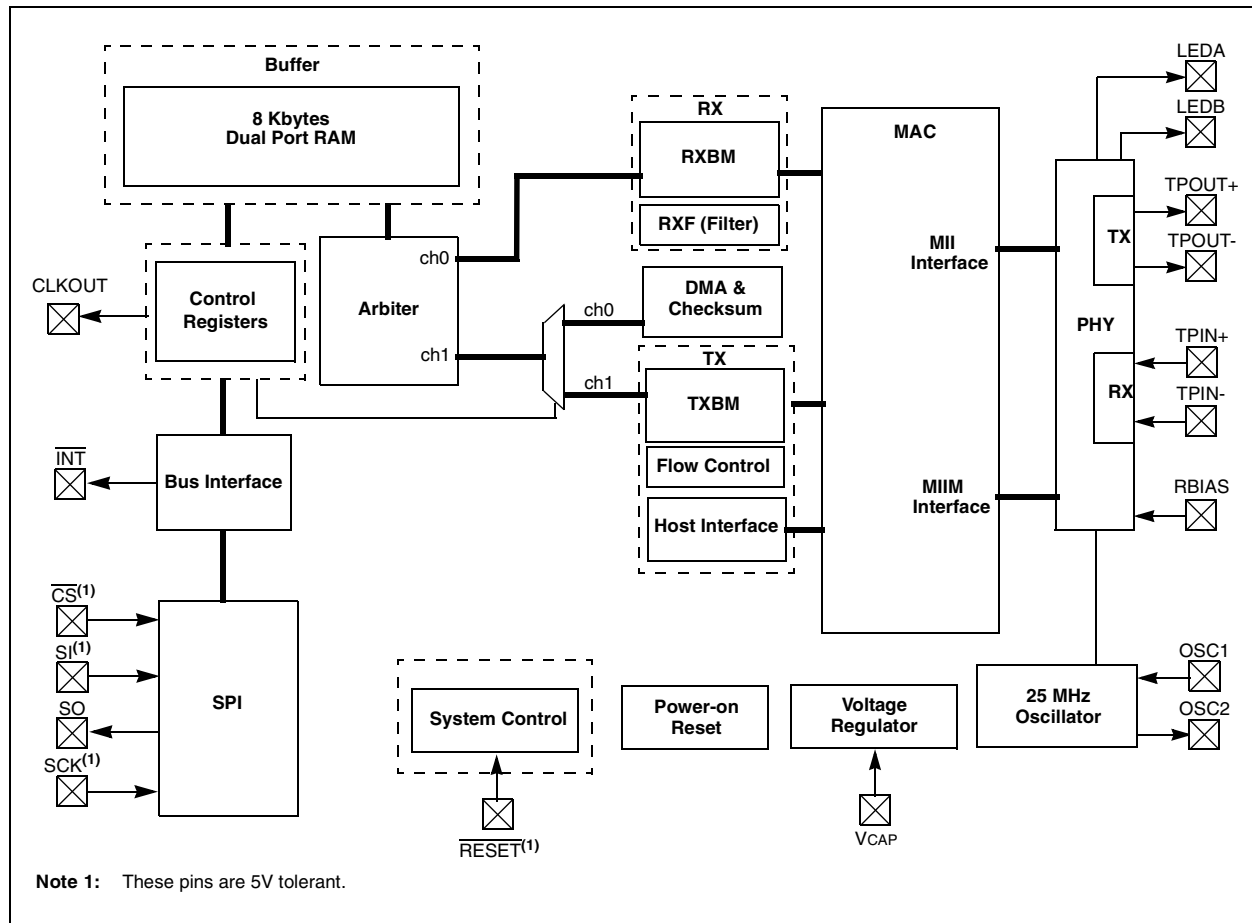 Buffer
8 Kbytes
Dual Port RAM
RX
RXBM
RXF (Filter)
MAC
MII
Interface
MIIM
Interface
LEDA
LEDB
TPOUT+
TPOUT-
TX
PHY
TPIN+
TPIN-
RX
RBIAS
CLKOUT
Control
Registers
ch0
Arbiter
ch1
ch0
ch1
DMA &
Checksum
TX
TXBM
Flow Control
Host Interface
INT
Bus Interface
CS(1)
SI(1)
SO
SCK(1)
SPI
System Control
RESET(1)
Power-on
Reset
Voltage
Regulator
VCAP
25 MHz
Oscillator
OSC1
OSC2
Note 1: These pins are 5V tolerant.